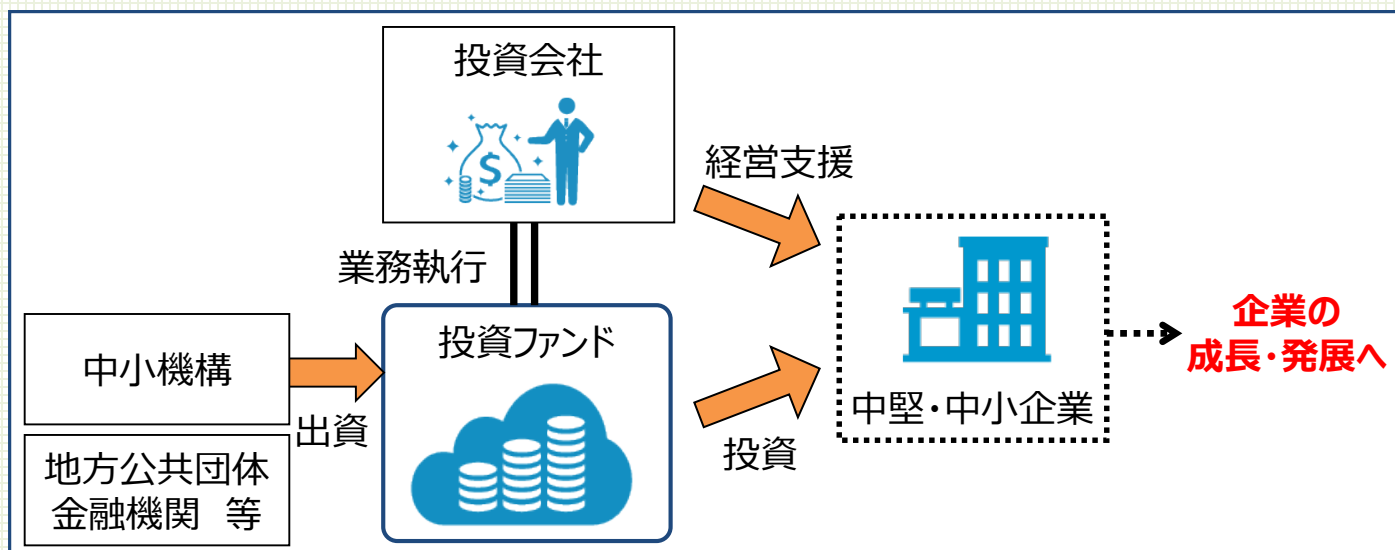 投資会社
$
経営支援
業務執行
投資ファンド
中小機構
出資
地方公共団体
金融機関 等
投資
中堅・中小企業
企業の
成長・発展へ